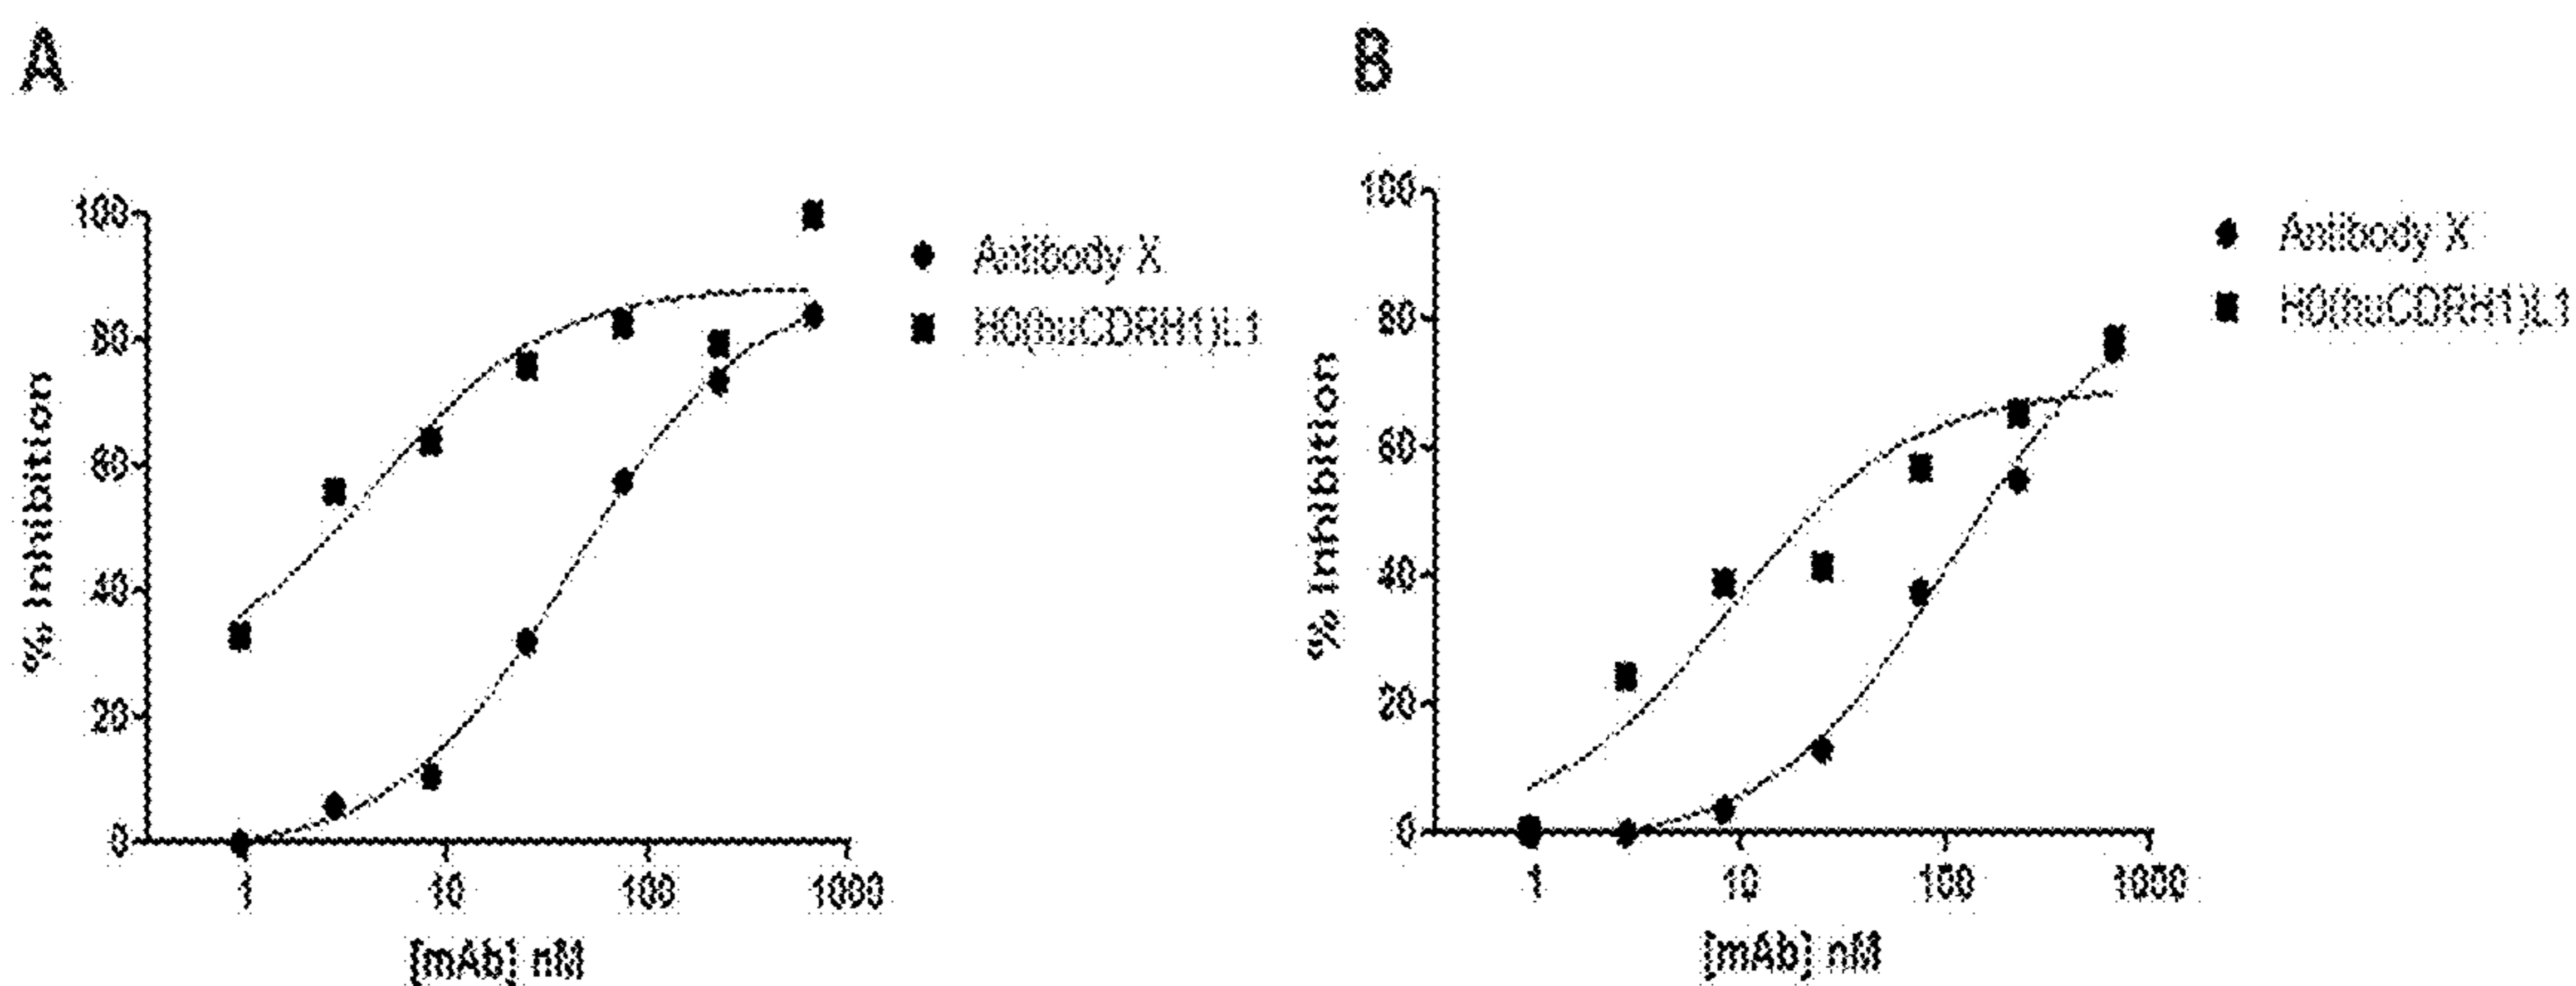 A
% Inhibition
100
80
60
40
20
0
1 10 100 1000
[mAb] nM
Antibody X
H0(huCDRH1)L1
B
% Inhibition
100
80
60
40
20
0
1 10 100 1000
[mAb] nM
Antibody X
H0(huCDRH1)L1